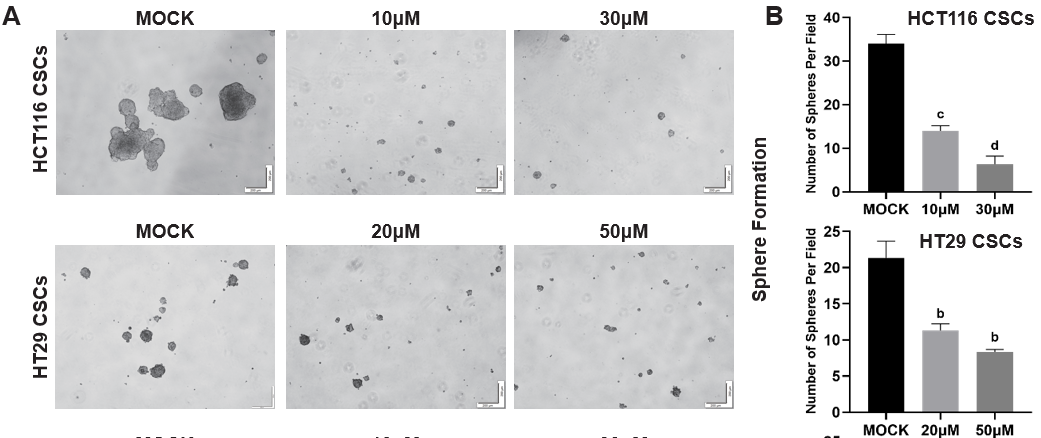 A
MOCK 10µM 30µM
HCT116 CSCs
MOCK 20µM 50µM
HT29 CSCs
B
Sphere Formation
HCT116 CSCs
Number of Spheres Per Field
40
30
20
10
0
c
d
MOCK 10µM 30µM
HT29 CSCs
Number of Spheres Per Field
25
20
15
10
5
0
b
b
MOCK 20µM 50µM